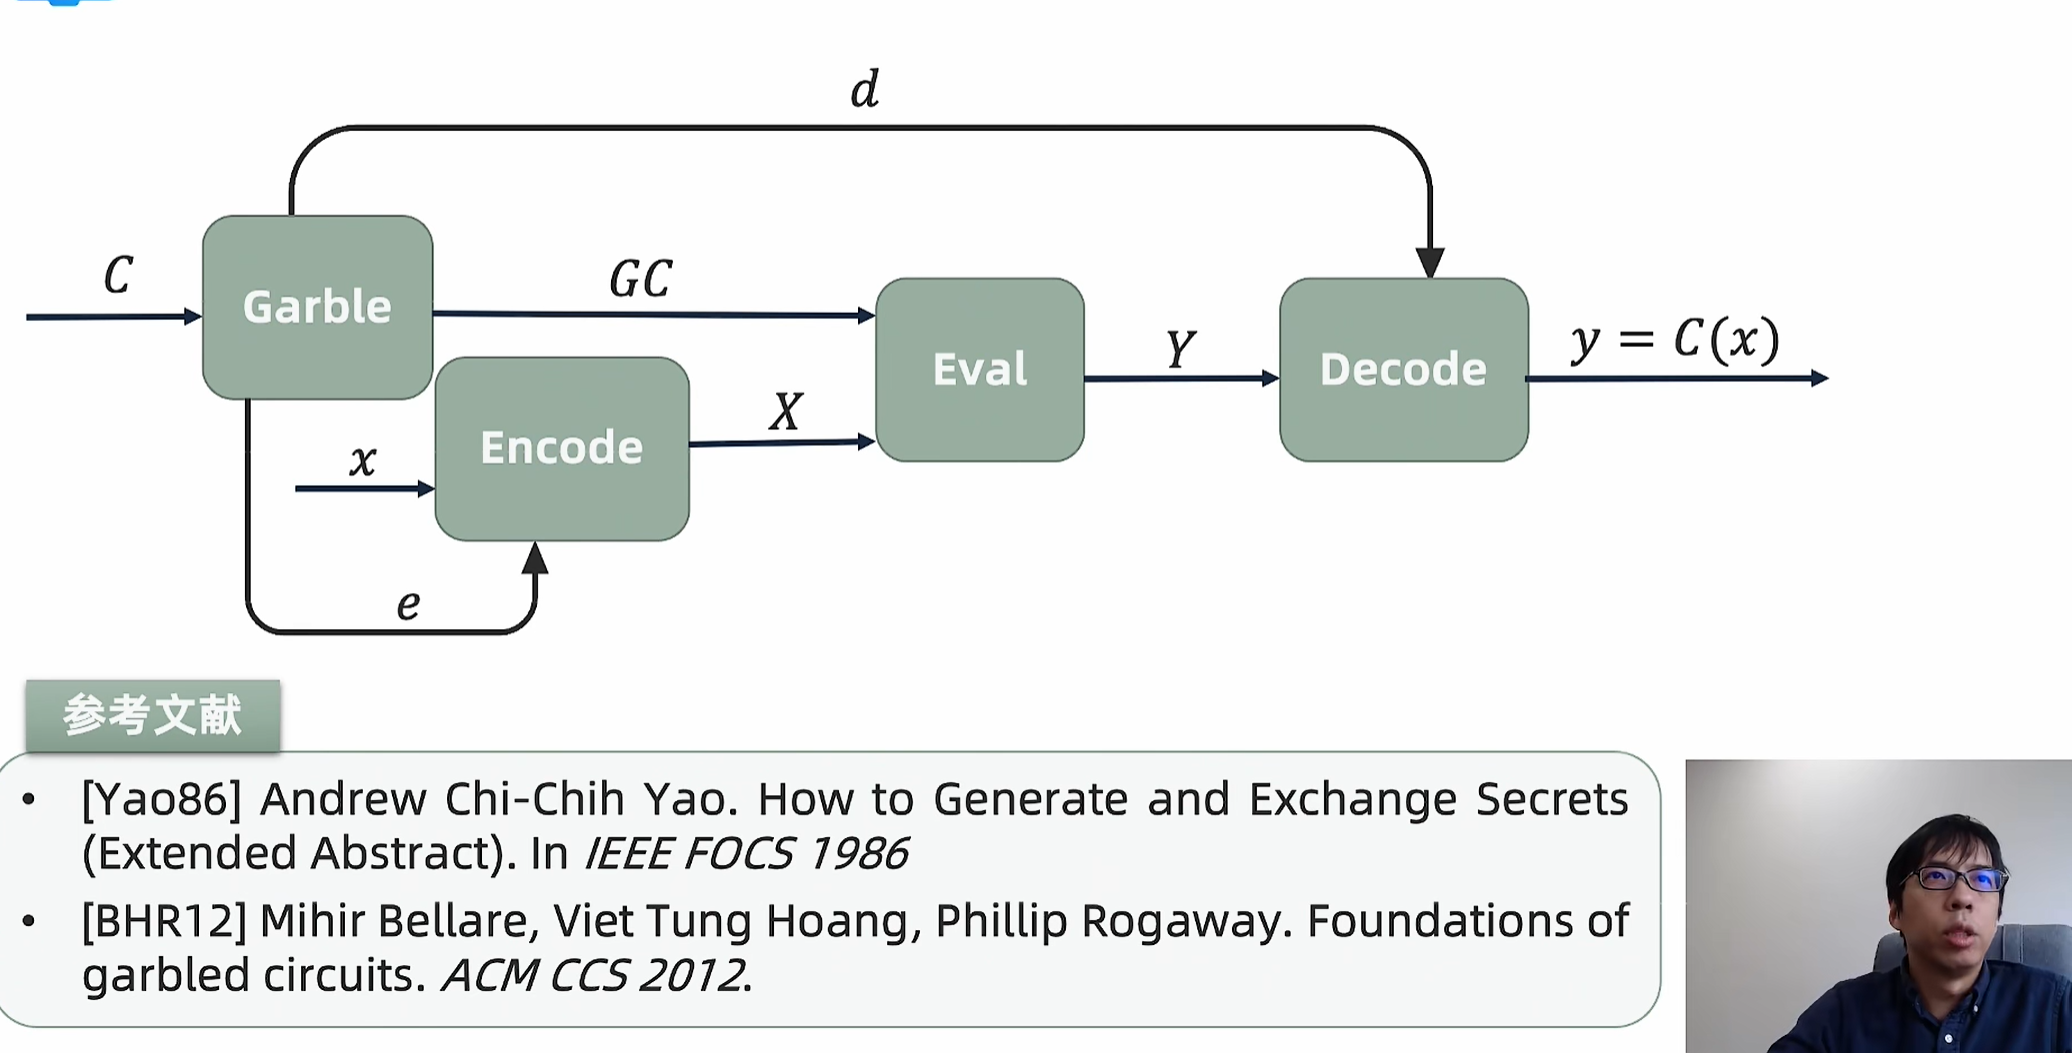 d
C
Garble
GC
Eval
Y
Decode
y = C(x)
x
Encode
X
e
参考文献
• [Yao86] Andrew Chi-Chih Yao. How to Generate and Exchange Secrets
(Extended Abstract). In IEEE FOCS 1986
• [BHR12] Mihir Bellare, Viet Tung Hoang, Phillip Rogaway. Foundations of
garbled circuits. ACM CCS 2012.